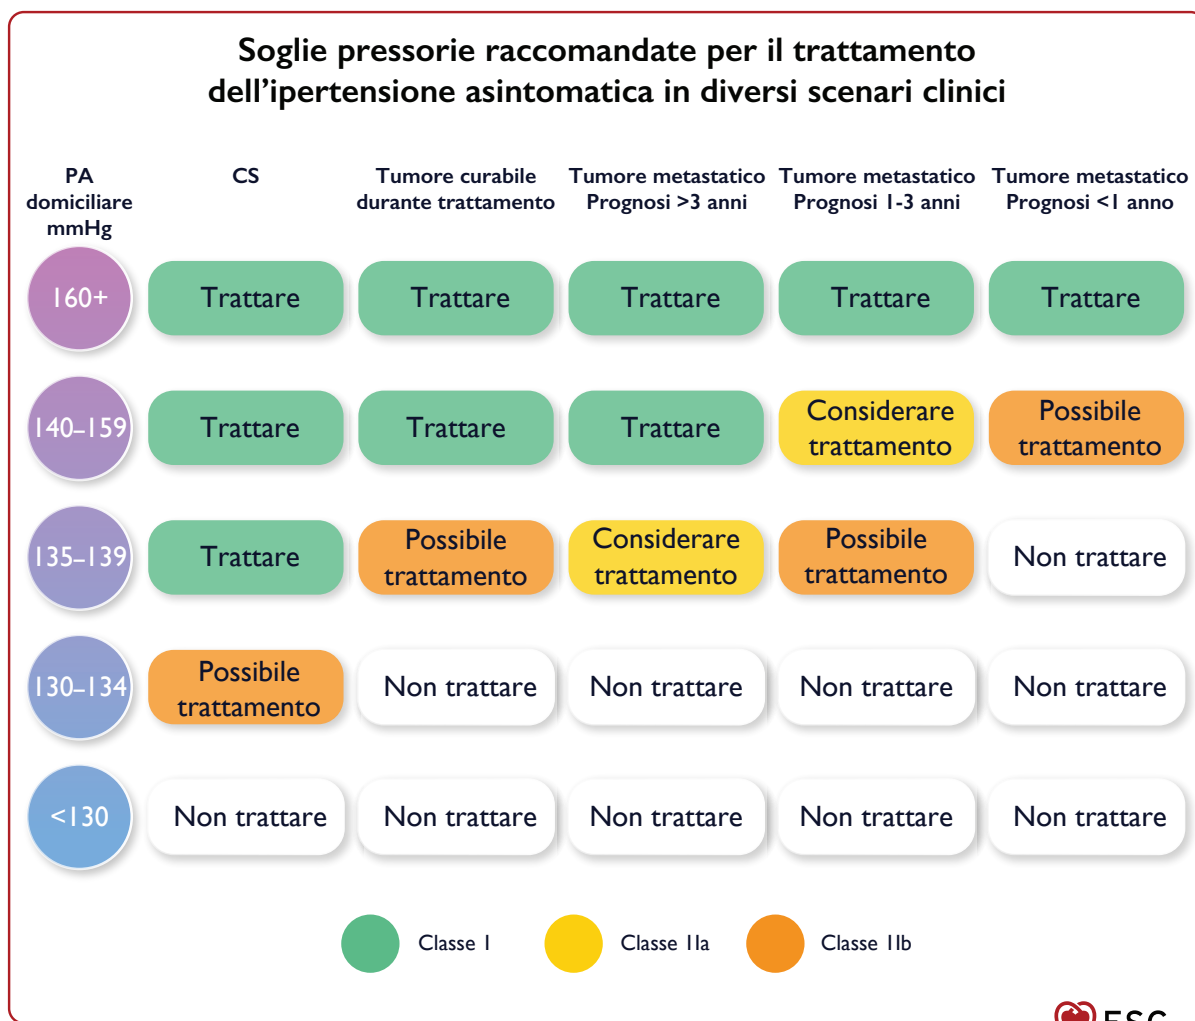 Soglie pressorie raccomandate per il trattamento
dell’ipertensione asintomatica in diversi scenari clinici
PA
domiciliare
mmHg
CS
Tumore curabile
durante trattamento
Tumore metastatico
Prognosi >3 anni
Tumore metastatico
Prognosi 1-3 anni
Tumore metastatico
Prognosi <1 anno
160+
Trattare
Trattare
Trattare
Trattare
Trattare
140–159
Trattare
Trattare
Trattare
Considerare
trattamento
Possibile
trattamento
135–139
Trattare
Possibile
trattamento
Considerare
trattamento
Possibile
trattamento
Non trattare
130–134
Possibile
trattamento
Non trattare
Non trattare
Non trattare
Non trattare
<130
Non trattare
Non trattare
Non trattare
Non trattare
Non trattare
Classe 1
Classe 1Ia
Classe 1Ib
ESC